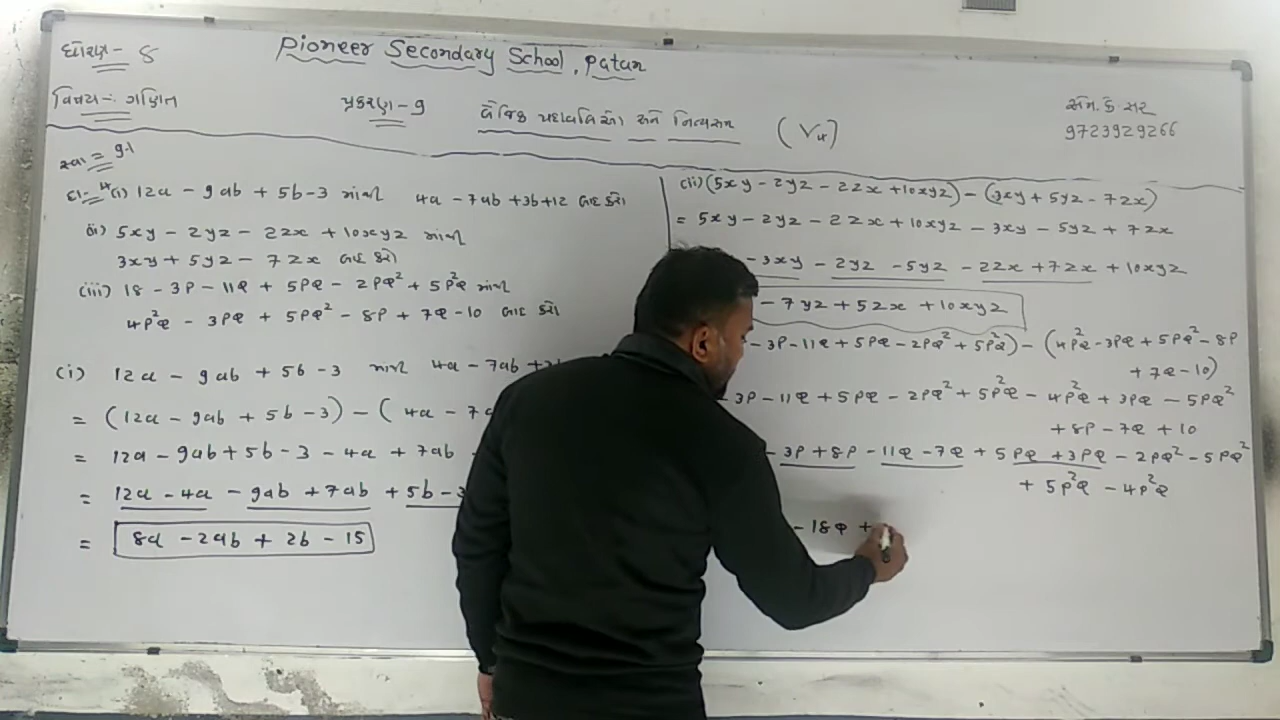 ધોરણ - 8
Pioneer Secondary School, Patan
વિષય :- ગણિત
પ્રકરણ - 9
બૈજિક પદાવલિઓ અને નિત્યસમ
એમ. કે. સર
9723929266
સ્વા = 9.1
(i) 12a - 9ab + 5b - 3 માંથી 4a - 7ab + 3b + 12 બાદ કરો
(ii) 5xy - 2yz - 2zx + 10xyz માંથી
3xy + 5yz - 7zx બાદ કરો
(iii) 18 - 3P - 11Q + 5PQ - 2PQ² + 5P²Q માંથી
4P²Q - 3PQ + 5PQ² - 8P + 7Q - 10 બાદ કરો
(i) 12a - 9ab + 5b - 3 માંથી 4a - 7ab +
= (12a - 9ab + 5b - 3) - ( 4a - 7
= 12a - 9ab + 5b - 3 - 4a + 7ab
= 12a - 4a - 9ab + 7ab + 5b -
= 8a - 2ab + 2b - 15
(ii) (5xy - 2yz - 2zx + 10xyz) - (3xy + 5yz - 7zx)
= 5xy - 2yz - 2zx + 10xyz - 3xy - 5yz + 7zx
- 3xy - 2yz - 5yz - 2zx + 7zx + 10xyz
- 7yz + 5zx + 10xyz
- 3P - 11Q + 5PQ - 2PQ² + 5P²Q) - (4P²Q - 3PQ + 5PQ² - 8P
+ 7Q - 10)
3P - 11Q + 5PQ - 2PQ² + 5P²Q - 4P²Q + 3PQ - 5PQ²
+ 8P - 7Q + 10
- 3P + 8P - 11Q - 7Q + 5PQ + 3PQ - 2PQ² - 5PQ²
+ 5P²Q - 4P²Q
- 18Q +